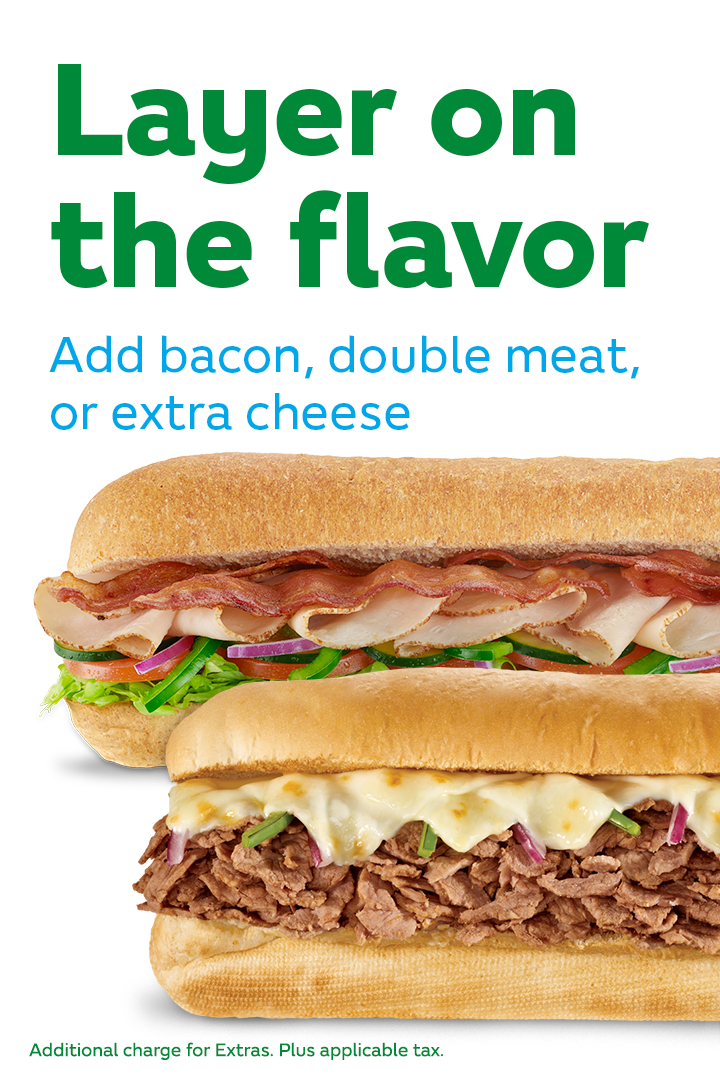 Layer on
the flavor
Add bacon, double meat,
or extra cheese
Additional charge for Extras. Plus applicable tax.